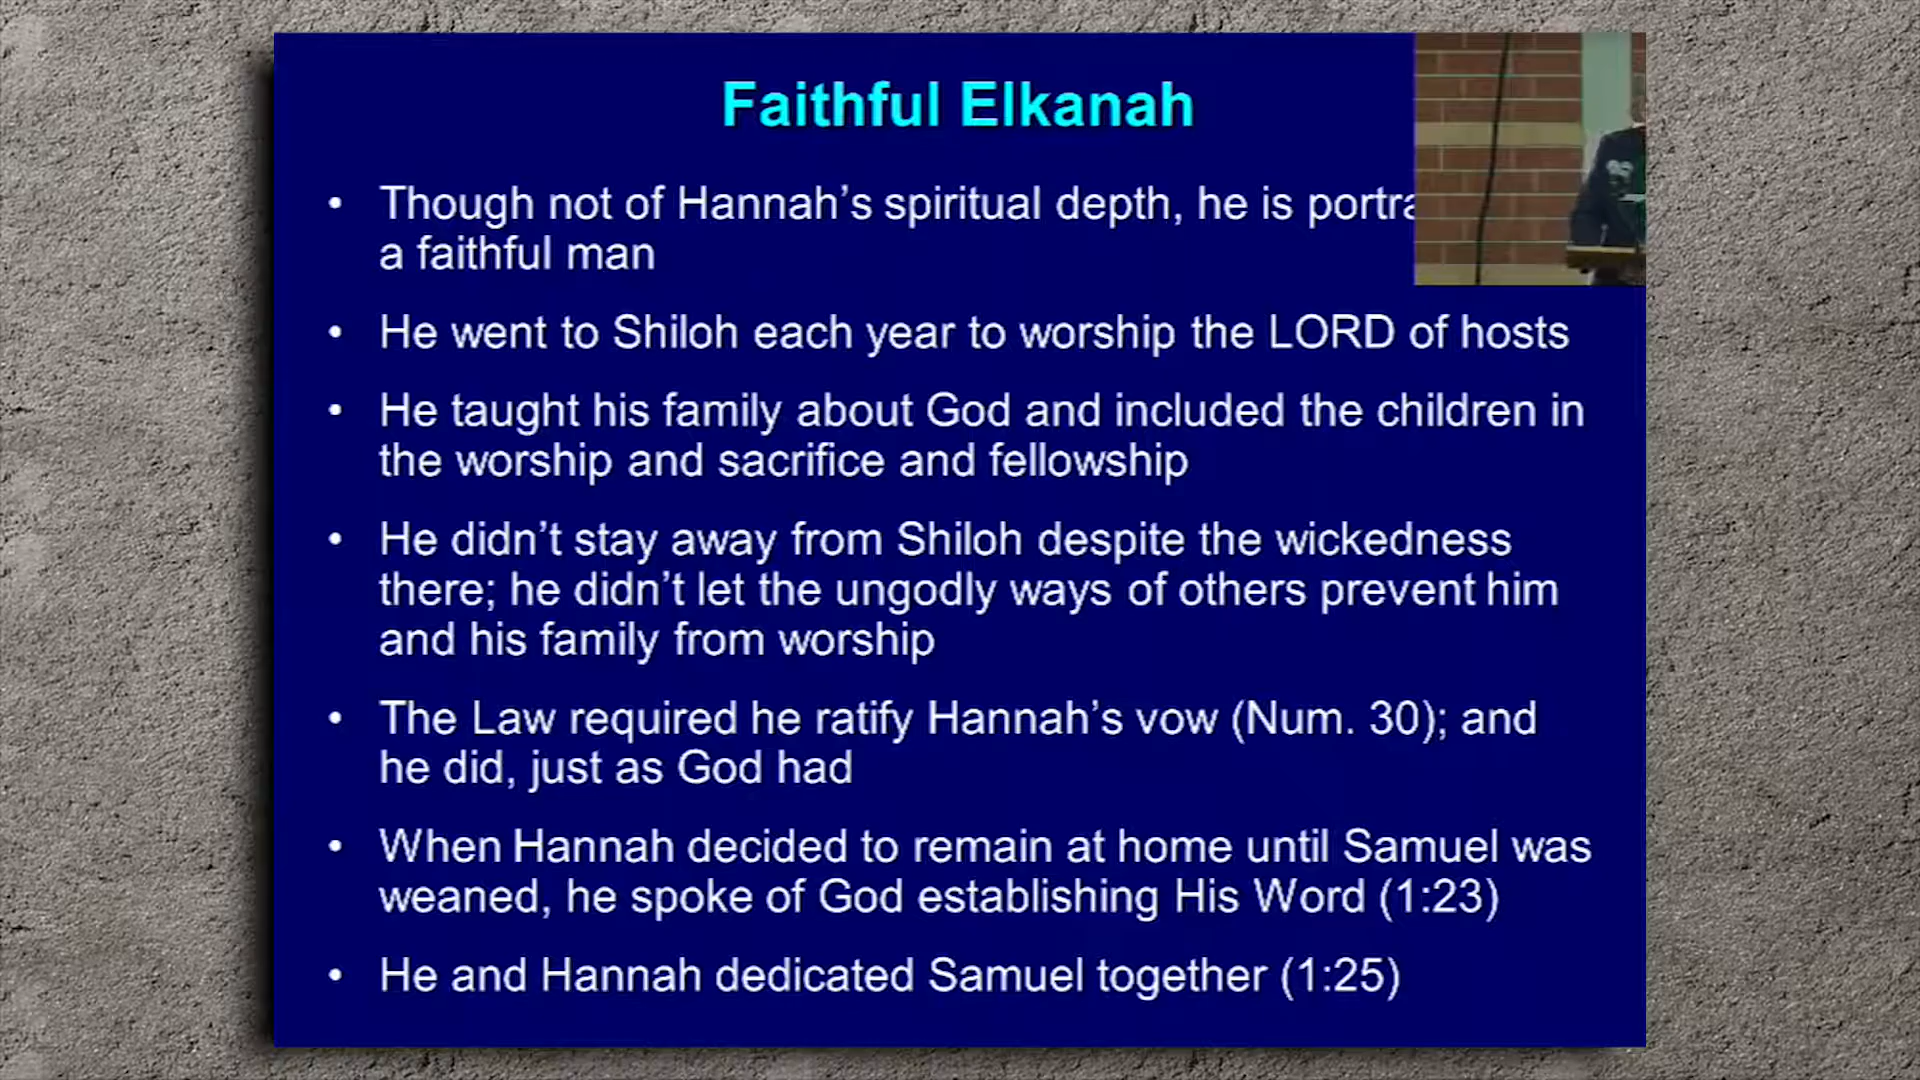 Faithful Elkanah
• Though not of Hannah's spiritual depth, he is
a faithful man
• He went to Shiloh each year to worship the LORD of hosts
• He taught his family about God and included the children in
the worship and sacrifice and fellowship
• He didn't stay away from Shiloh despite the wickedness
there; he didn't let the ungodly ways of others prevent him
and his family from worship
• The Law required he ratify Hannah's vow (Num. 30); and
he did, just as God had
• When Hannah decided to remain at home until Samuel was
weaned, he spoke of God establishing His Word (1:23)
• He and Hannah dedicated Samuel together (1:25)